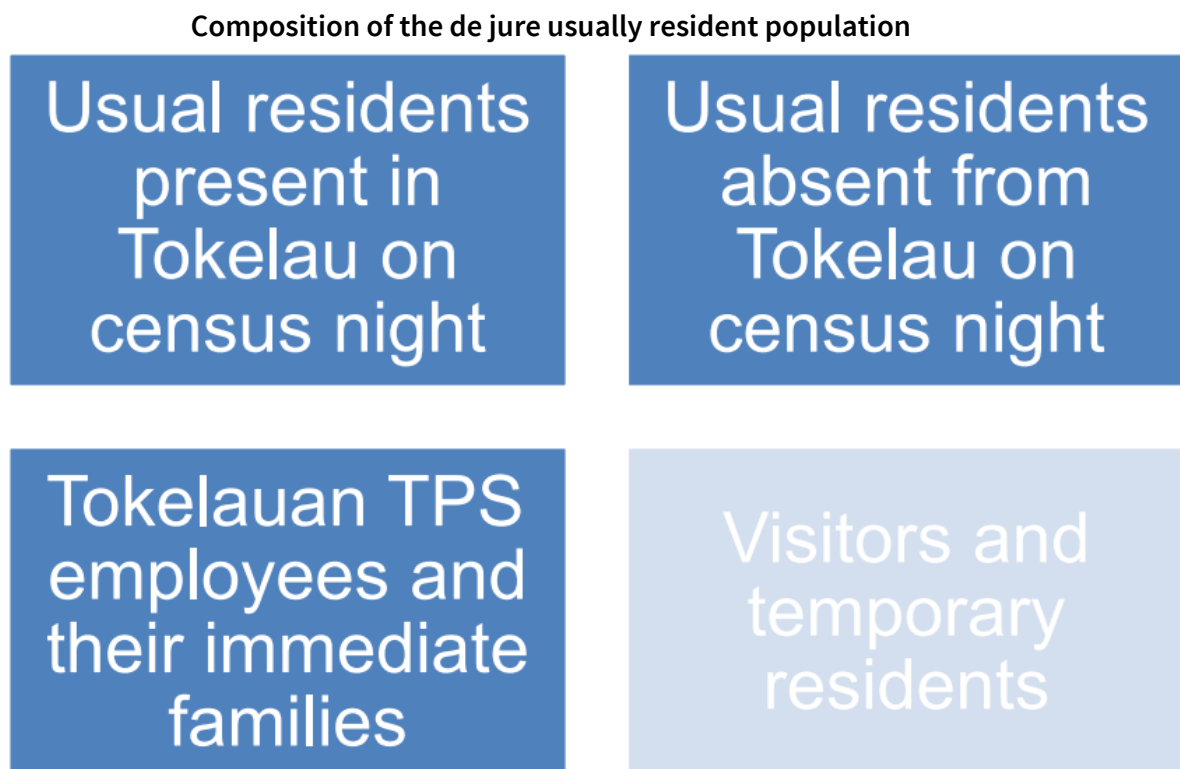 Composition of the de jure usually resident population
Usual residents
present in
Tokelau on
census night
Usual residents
absent from
Tokelau on
census night
Tokelauan TPS
employees and
their immediate
families
Visitors and
temporary
residents